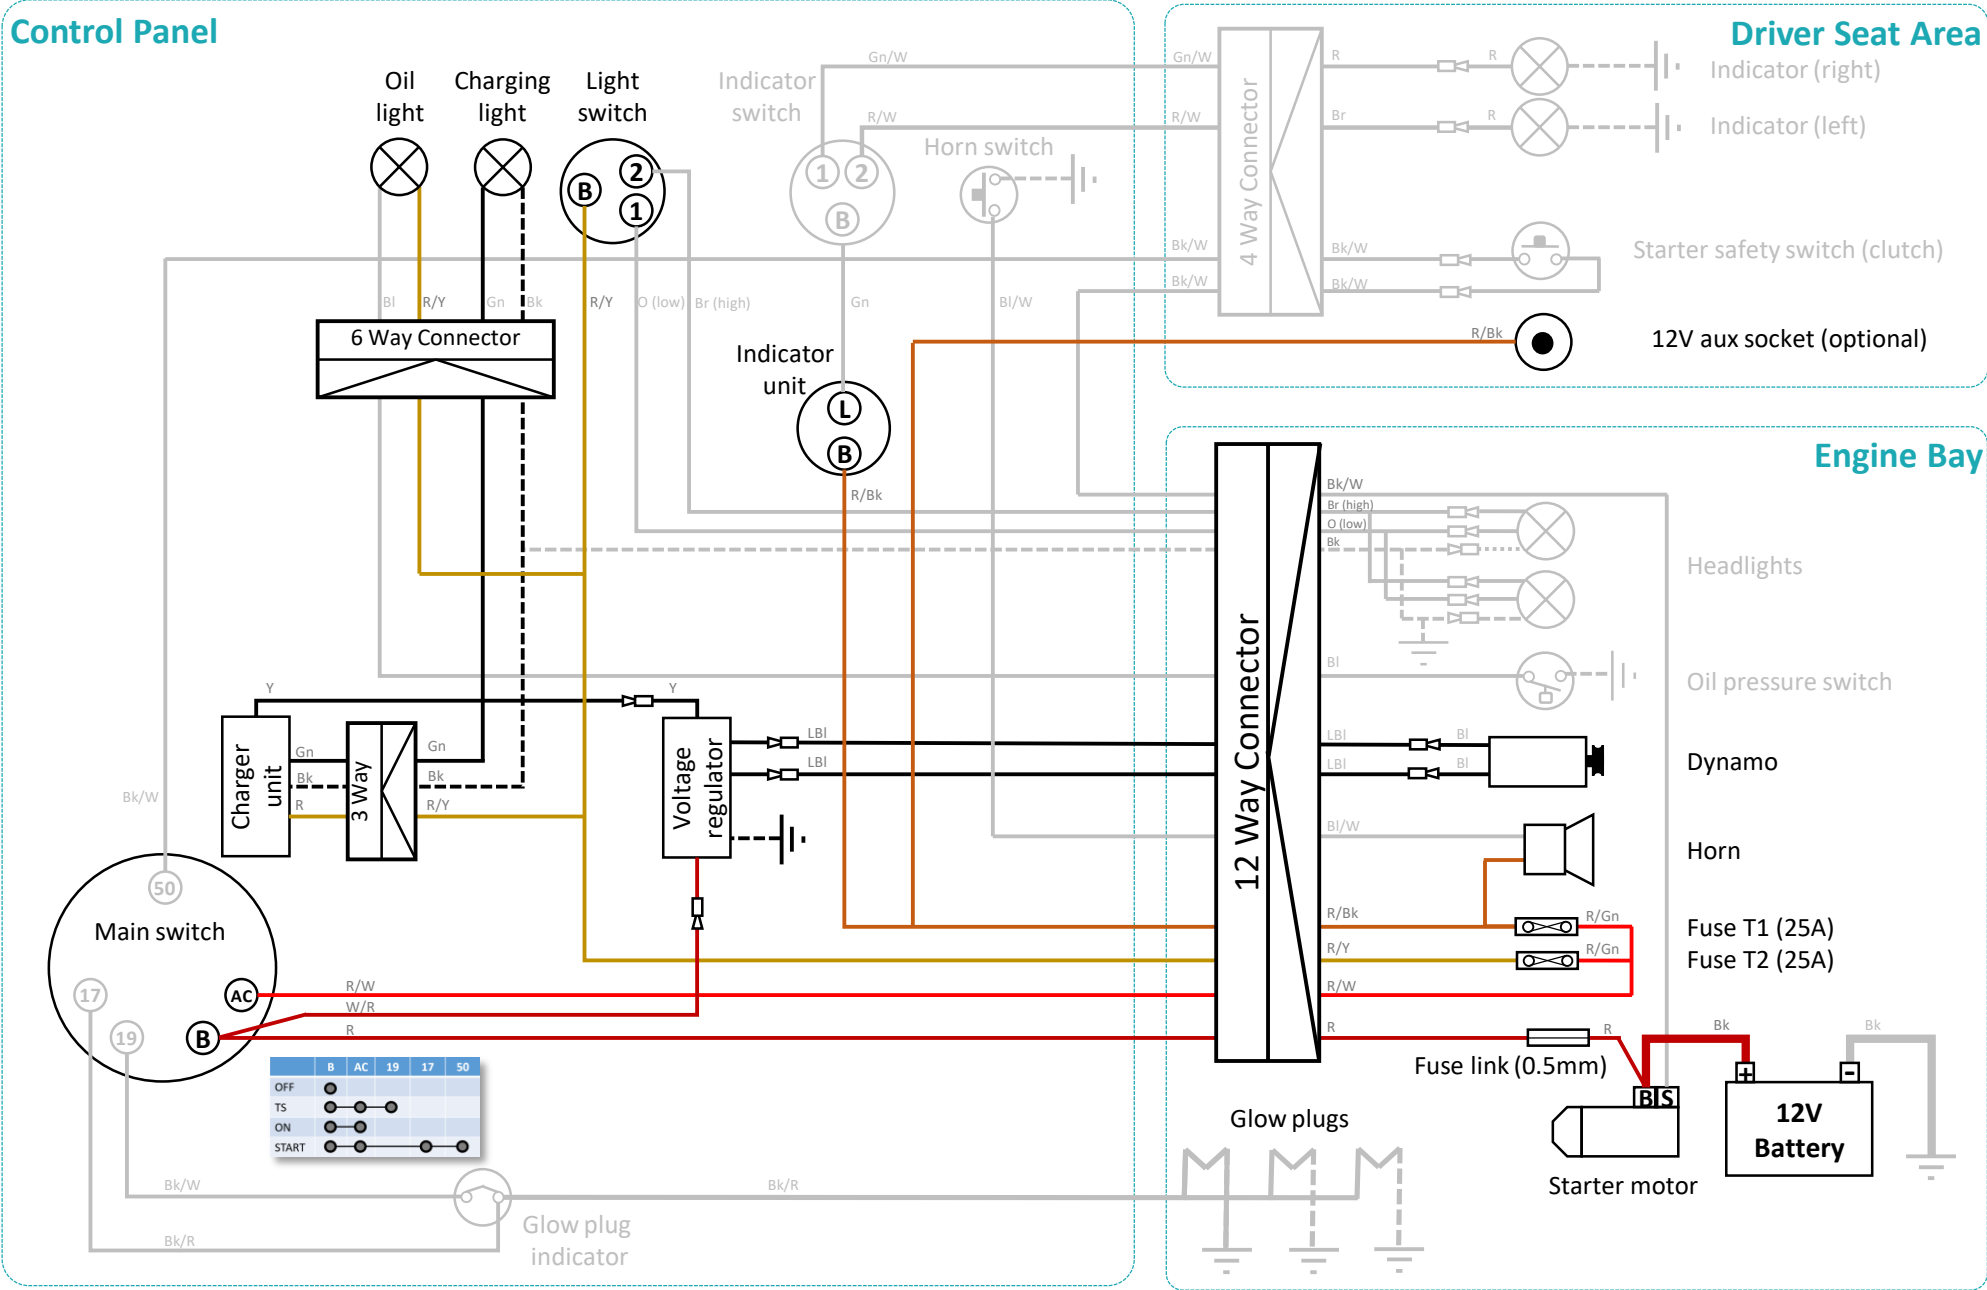 Control Panel
Driver Seat Area
Oil
light
Charging
light
Light
switch
Indicator
switch
Gn/W
Gn/W
R
R
Indicator (right)
R/W
R/W
Br
R
Indicator (left)
Horn switch
4 Way Connector
B
2
1
1
2
B
Bk/W
Bk/W
Starter safety switch (clutch)
Bk/W
Bk/W
Bl
R/Y
Gn
Bk
R/Y
O (low)
Br (high)
Gn
Bl/W
6 Way Connector
R/Bk
12V aux socket (optional)
Indicator
unit
L
B
R/Bk
Engine Bay
12 Way Connector
Bk/W
Br (high)
O (low)
Bk
Headlights
Bl
Oil pressure switch
Y
Y
Charger
unit
3 Way
Gn
Bk
R
Gn
Bk
R/Y
Voltage
regulator
LBl
LBl
LBl
Bl
LBl
Bl
Dynamo
Bk/W
Bl/W
Horn
50
Main switch
17
19
AC
B
R/Bk
R/Gn
Fuse T1 (25A)
R/Y
R/Gn
Fuse T2 (25A)
R/W
W/R
R
R/W
R
R
Fuse link (0.5mm)
Bk
Bk
+
-
B
S
12V
Battery
Starter motor
B AC 19 17 50
OFF
TS
ON
START
Glow plugs
Bk/W
Bk/R
Bk/R
Glow plug
indicator